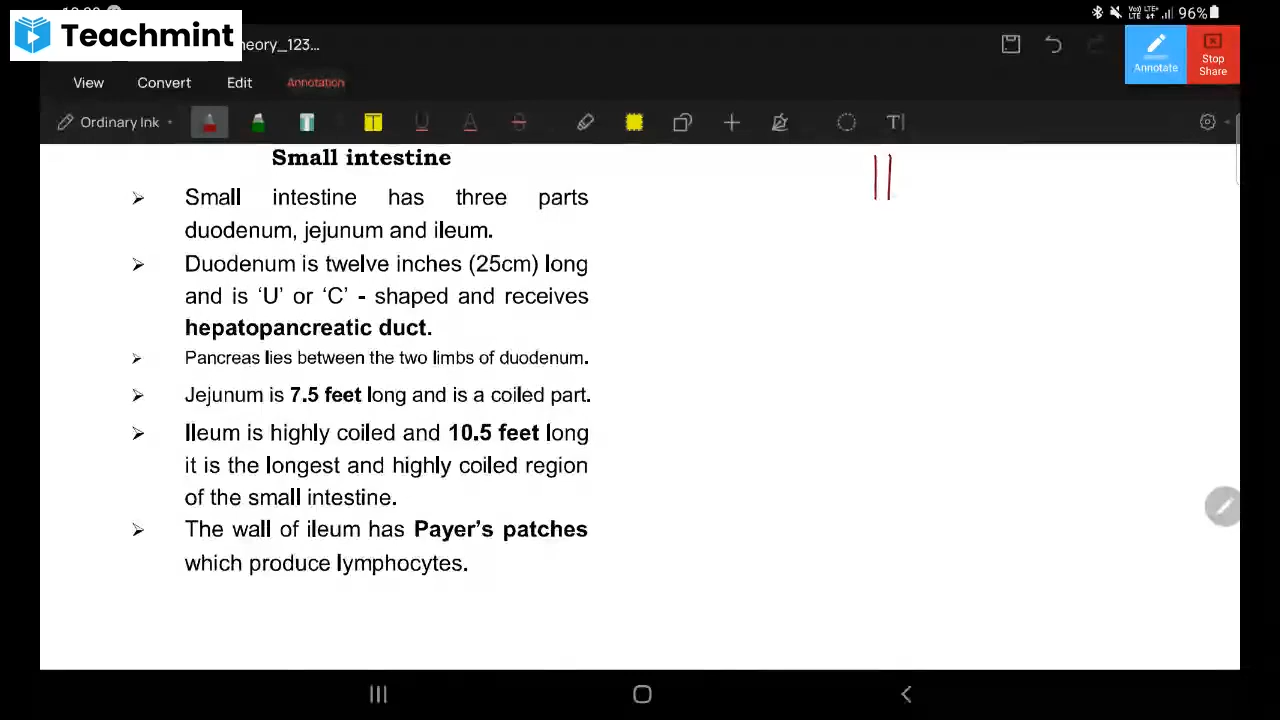 Teachmint
heory_123...
Vo) LTE+
LTE
96%
Annotate
Stop
Share
View Convert Edit Annotation
Ordinary Ink
T U A S T
Small intestine
➢ Small intestine has three parts
duodenum, jejunum and ileum.
➢ Duodenum is twelve inches (25cm) long
and is ‘U’ or ‘C’ - shaped and receives
hepatopancreatic duct.
➢ Pancreas lies between the two limbs of duodenum.
➢ Jejunum is 7.5 feet long and is a coiled part.
➢ Ileum is highly coiled and 10.5 feet long
it is the longest and highly coiled region
of the small intestine.
➢ The wall of ileum has Payer’s patches
which produce lymphocytes.